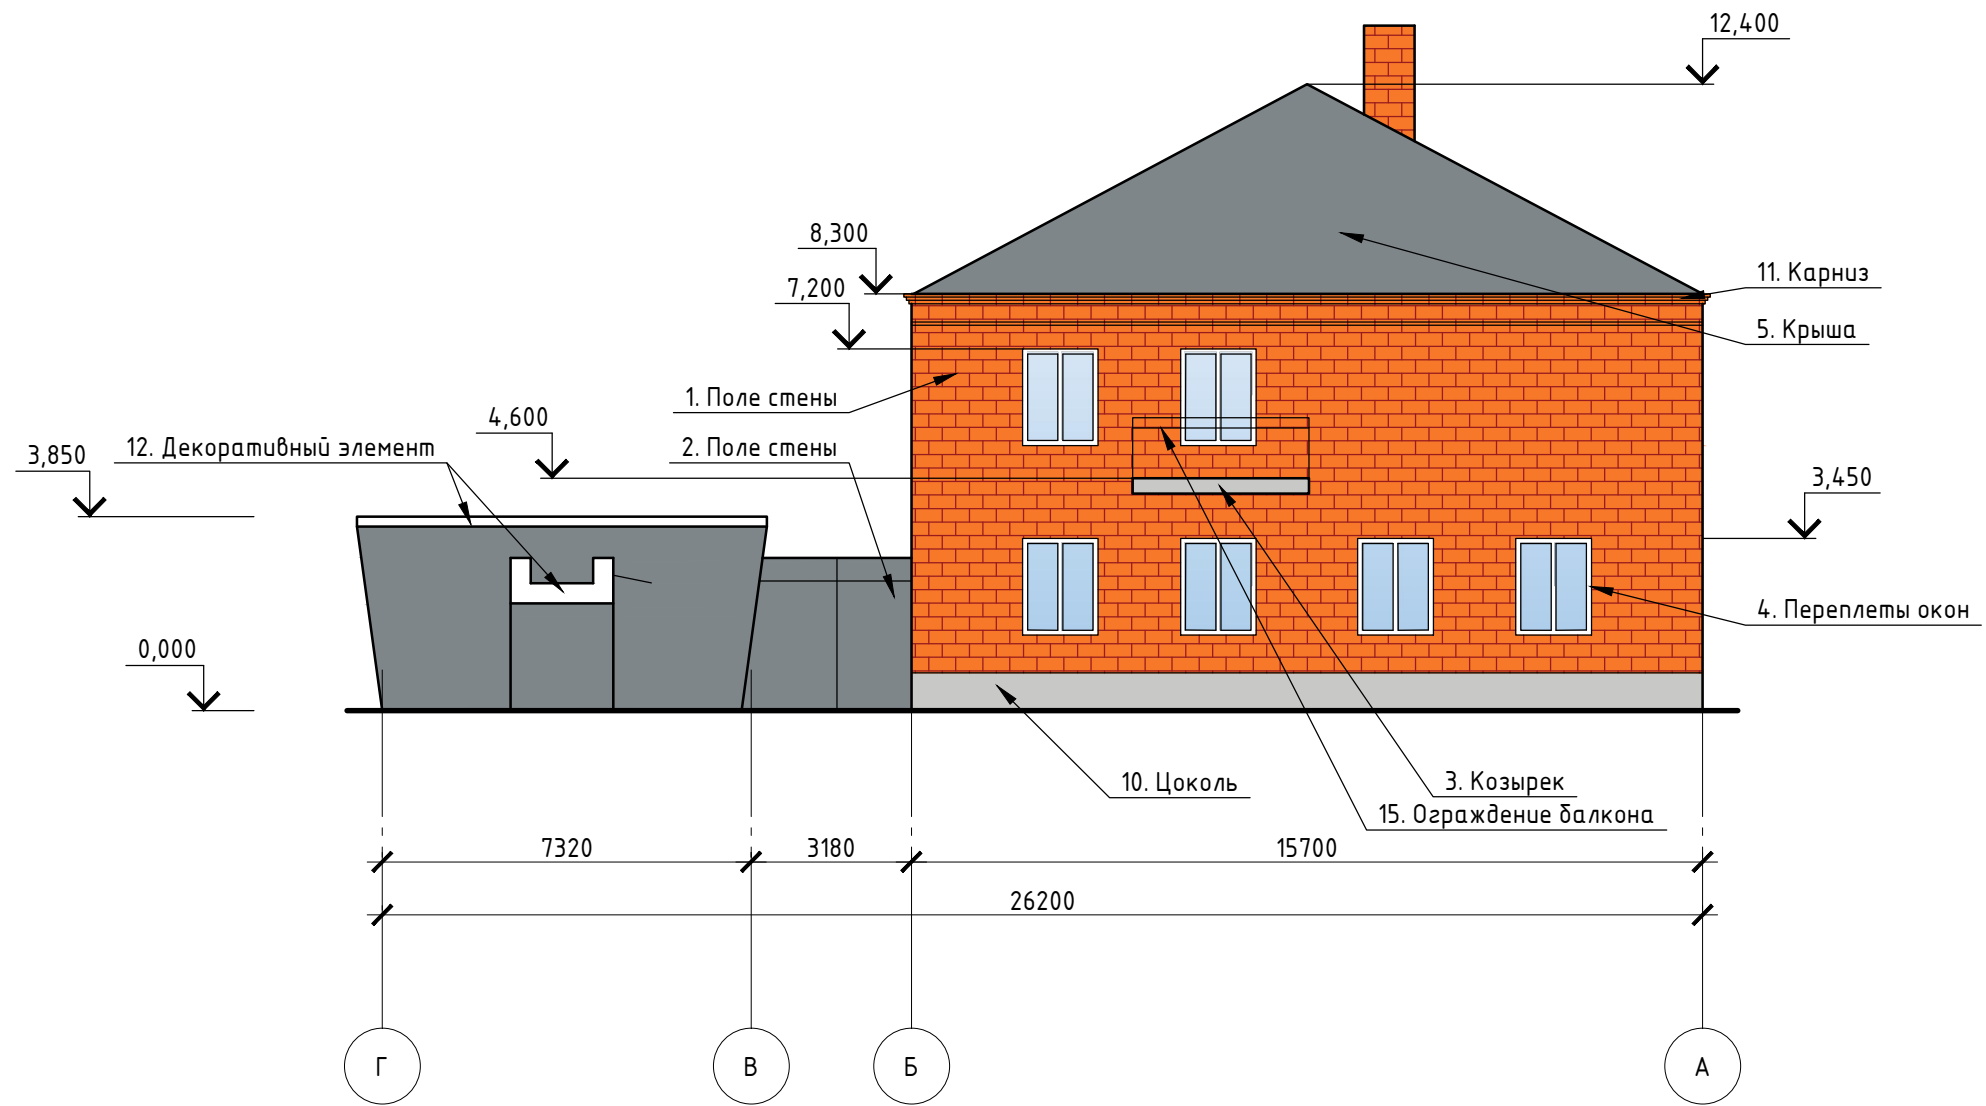 12,400
8,300
11. Карниз
7,200
5. Крыша
1. Поле стены
4,600
12. Декоративный элемент
2. Поле стены
3,850
3,450
4. Переплеты окон
0,000
10. Цоколь
3. Козырек
15. Ограждение балкона
7320
3180
15700
26200
Г
В
Б
А